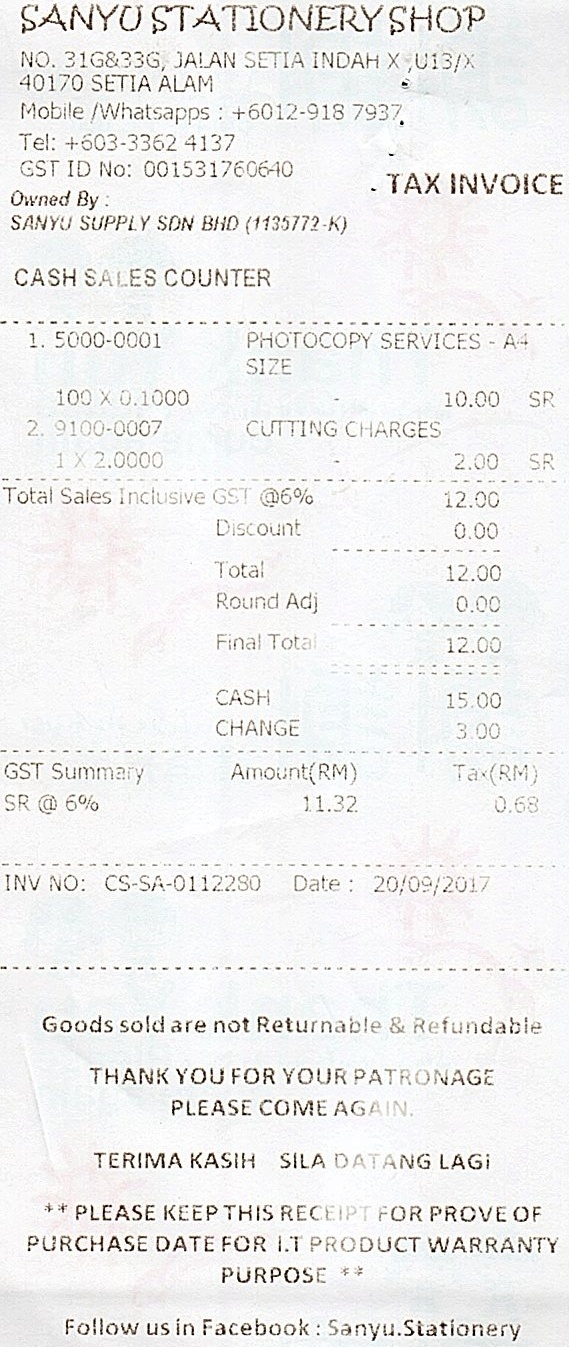 SANYU STATIONERY SHOP
NO. 31G&33G, JALAN SETIA INDAH X ,U13/X
40170 SETIA ALAM
Mobile /Whatsapps : +6012-918 7937
Tel: +603-3362 4137
GST ID No: 001531760640
TAX INVOICE
Owned By :
SANYU SUPPLY SDN BHD (1135772-K)
CASH SALES COUNTER
1. 5000-0001 PHOTOCOPY SERVICES - A4
SIZE
100 X 0.1000 - 10.00 SR
2. 9100-0007 CUTTING CHARGES
1 X 2.0000 - 2.00 SR
Total Sales Inclusive GST @6% 12.00
Discount 0.00
Total 12.00
Round Adj 0.00
Final Total 12.00
CASH 15.00
CHANGE 3.00
GST Summary Amount(RM) Tax(RM)
SR @ 6% 11.32 0.68
INV NO: CS-SA-0112280 Date : 20/09/2017
Goods sold are not Returnable & Refundable
THANK YOU FOR YOUR PATRONAGE
PLEASE COME AGAIN.
TERIMA KASIH SILA DATANG LAGI
** PLEASE KEEP THIS RECEIPT FOR PROVE OF
PURCHASE DATE FOR I.T PRODUCT WARRANTY
PURPOSE **
Follow us in Facebook : Sanyu.Stationery